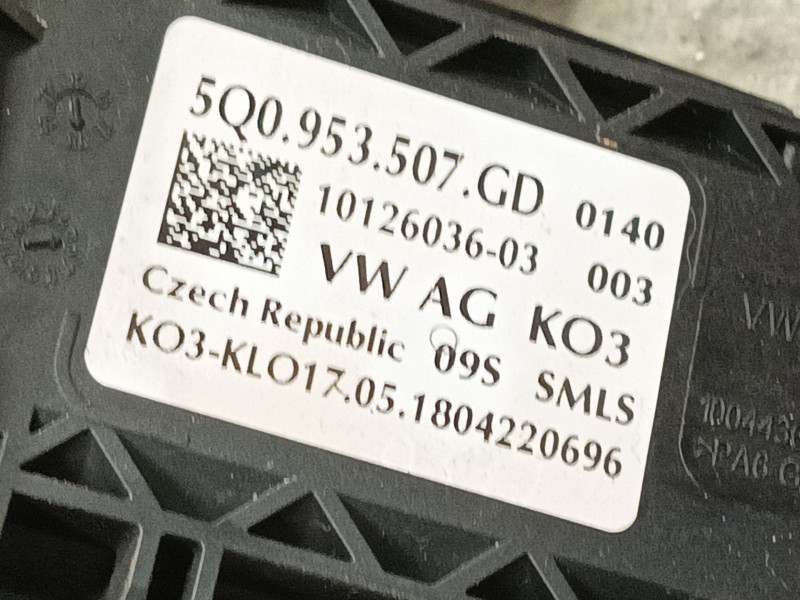 5Q0.953.507.GD 0140
10126036-03 003
VW AG KO3
Czech Republic 09S SMLS
KO3-KLO17.05.1804220696
VW